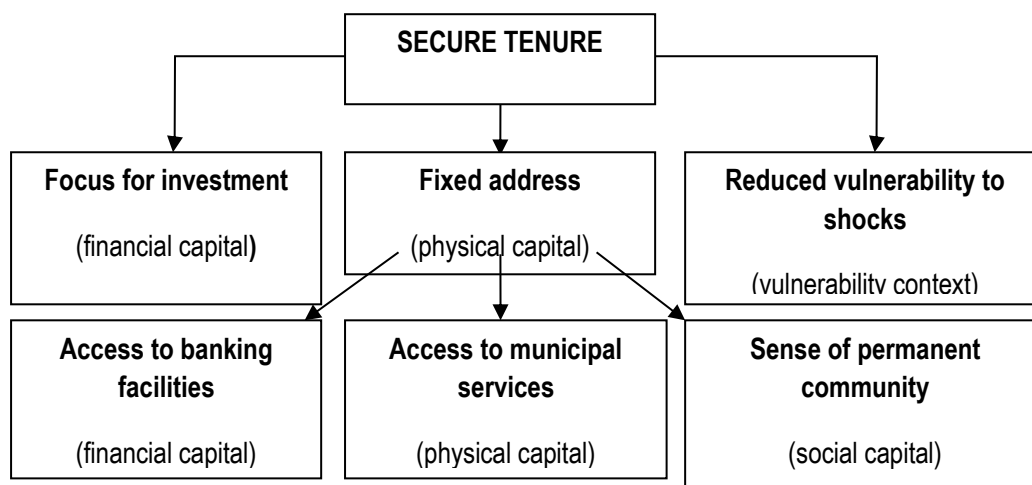 SECURE TENURE
Focus for investment
(financial capital)
Fixed address
(physical capital)
Reduced vulnerability to
shocks
(vulnerability context)
Access to banking
facilities
(financial capital)
Access to municipal
services
(physical capital)
Sense of permanent
community
(social capital)